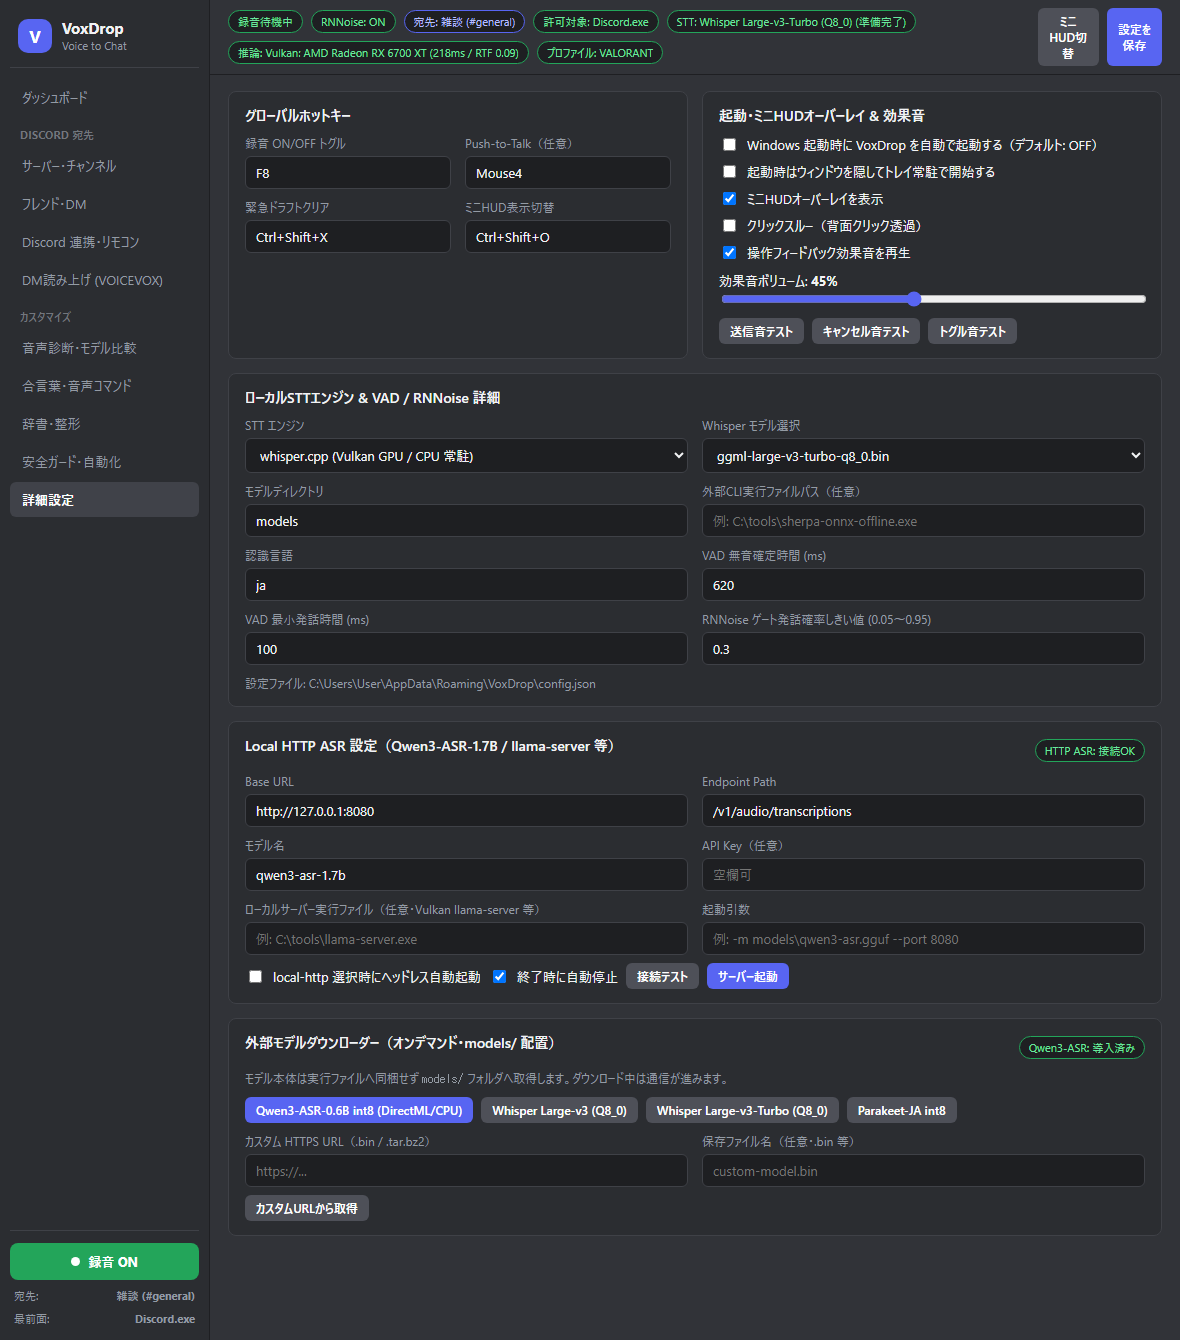 V
VoxDrop
Voice to Chat
ダッシュボード
DISCORD 宛先
サーバー・チャンネル
フレンド・DM
Discord 連携・リモコン
DM読み上げ (VOICEVOX)
カスタマイズ
音声診断・モデル比較
合言葉・音声コマンド
辞書・整形
安全ガード・自動化
詳細設定
● 録音 ON
宛先: 雑談 (#general)
最前面: Discord.exe
録音待機中
RNNoise: ON
宛先: 雑談 (#general)
許可対象: Discord.exe
STT: Whisper Large-v3-Turbo (Q8_0) (準備完了)
推論: Vulkan: AMD Radeon RX 6700 XT (218ms / RTF 0.09)
プロファイル: VALORANT
ミニ
HUD切
替
設定を
保存
グローバルホットキー
録音 ON/OFF トグル
F8
Push-to-Talk（任意）
Mouse4
緊急ドラフトクリア
Ctrl+Shift+X
ミニHUD表示切替
Ctrl+Shift+O
起動・ミニHUDオーバーレイ & 効果音
Windows 起動時に VoxDrop を自動で起動する（デフォルト: OFF）
起動時はウィンドウを隠してトレイ常駐で開始する
ミニHUDオーバーレイを表示
クリックスルー（背面クリック透過）
操作フィードバック効果音を再生
効果音ボリューム: 45%
送信音テスト
キャンセル音テスト
トグル音テスト
ローカルSTTエンジン & VAD / RNNoise 詳細
STT エンジン
whisper.cpp (Vulkan GPU / CPU 常駐)
Whisper モデル選択
ggml-large-v3-turbo-q8_0.bin
モデルディレクトリ
models
外部CLI実行ファイルパス（任意）
例: C:\tools\sherpa-onnx-offline.exe
認識言語
ja
VAD 無音確定時間 (ms)
620
VAD 最小発話時間 (ms)
100
RNNoise ゲート発話確率しきい値 (0.05〜0.95)
0.3
設定ファイル: C:\Users\User\AppData\Roaming\VoxDrop\config.json
Local HTTP ASR 設定（Qwen3-ASR-1.7B / llama-server 等）
HTTP ASR: 接続OK
Base URL
http://127.0.0.1:8080
Endpoint Path
/v1/audio/transcriptions
モデル名
qwen3-asr-1.7b
API Key（任意）
空欄可
ローカルサーバー実行ファイル（任意・Vulkan llama-server 等）
例: C:\tools\llama-server.exe
起動引数
例: -m models\qwen3-asr.gguf --port 8080
local-http 選択時にヘッドレス自動起動
終了時に自動停止
接続テスト
サーバー起動
外部モデルダウンローダー（オンデマンド・models/ 配置）
Qwen3-ASR: 導入済み
モデル本体は実行ファイルへ同梱せず models/ フォルダへ取得します。ダウンロード中は通信が進みます。
Qwen3-ASR-0.6B int8 (DirectML/CPU)
Whisper Large-v3 (Q8_0)
Whisper Large-v3-Turbo (Q8_0)
Parakeet-JA int8
カスタム HTTPS URL（.bin / .tar.bz2）
https://...
保存ファイル名（任意・.bin 等）
custom-model.bin
カスタムURLから取得